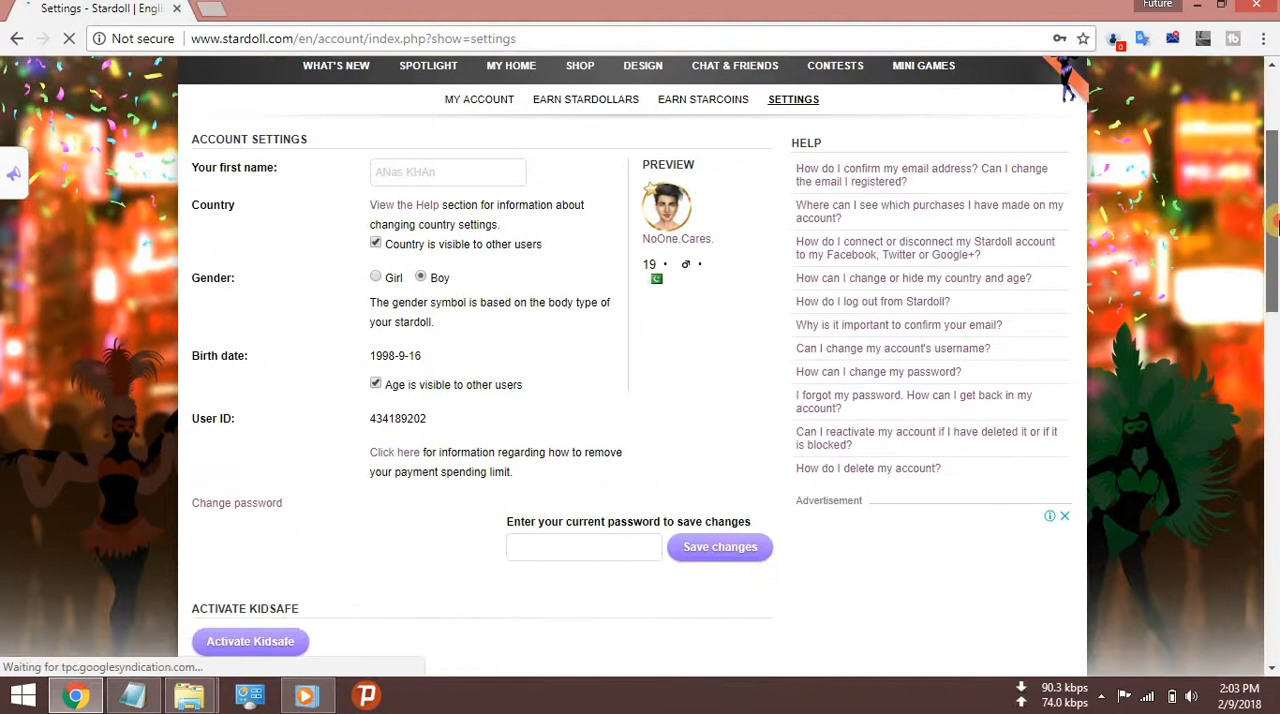 Settings - Stardoll | Engli
Future
Not secure
www.stardoll.com/en/account/index.php?show=settings
0
WHAT'S NEW SPOTLIGHT MY HOME SHOP DESIGN CHAT & FRIENDS CONTESTS MINI GAMES
MY ACCOUNT EARN STARDOLLARS EARN STARCOINS SETTINGS
ACCOUNT SETTINGS
Your first name:
ANas KHAn
Country
View the Help section for information about
changing country settings.
Country is visible to other users
Gender:
Girl
Boy
The gender symbol is based on the body type of
your stardoll.
Birth date:
1998-9-16
Age is visible to other users
User ID:
434189202
Click here for information regarding how to remove
your payment spending limit.
Change password
Enter your current password to save changes
Save changes
ACTIVATE KIDSAFE
Activate Kidsafe
PREVIEW
NoOne.Cares.
19 • ♂ •
HELP
How do I confirm my email address? Can I change
the email I registered?
Where can I see which purchases I have made on my
account?
How do I connect or disconnect my Stardoll account
to my Facebook, Twitter or Google+?
How can I change or hide my country and age?
How do I log out from Stardoll?
Why is it important to confirm your email?
Can I change my account's username?
How can I change my password?
I forgot my password. How can I get back in my
account?
Can I reactivate my account if I have deleted it or if it
is blocked?
How do I delete my account?
Advertisement
Waiting for tpc.googlesyndication.com...
90.3 kbps
74.0 kbps
2:03 PM
2/9/2018